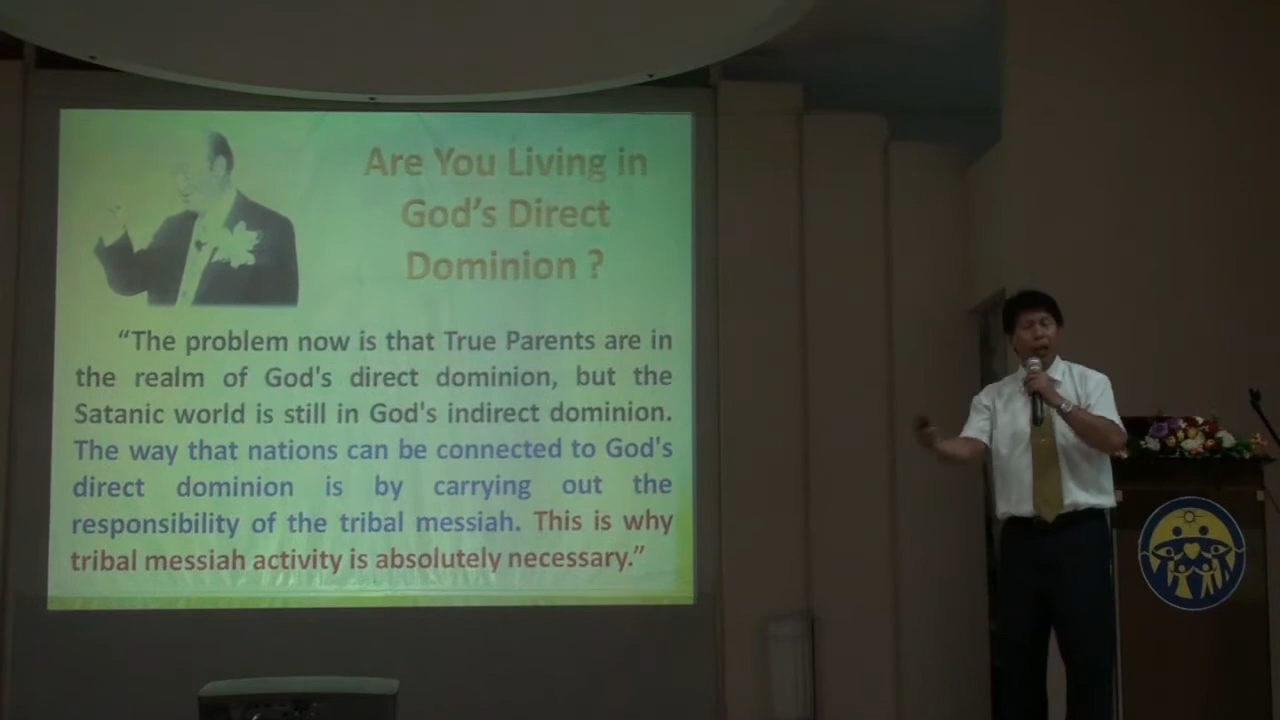 Are You Living in
God's Direct
Dominion ?
“The problem now is that True Parents are in
the realm of God's direct dominion, but the
Satanic world is still in God's indirect dominion.
The way that nations can be connected to God's
direct dominion is by carrying out the
responsibility of the tribal messiah. This is why
tribal messiah activity is absolutely necessary.”